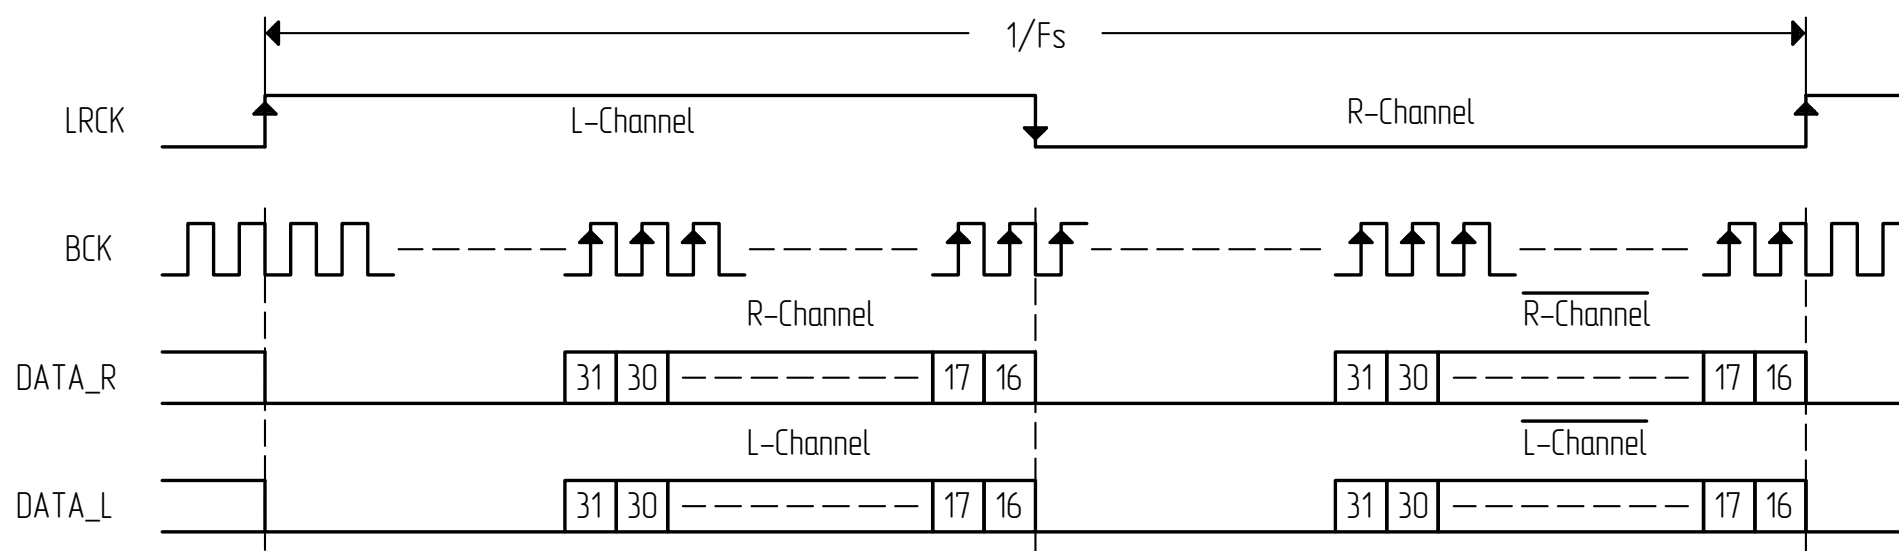 1/Fs
LRCK L-Channel R-Channel
BCK
R-Channel R-Channel
DATA_R 31 30 17 16 31 30 17 16
L-Channel L-Channel
DATA_L 31 30 17 16 31 30 17 16